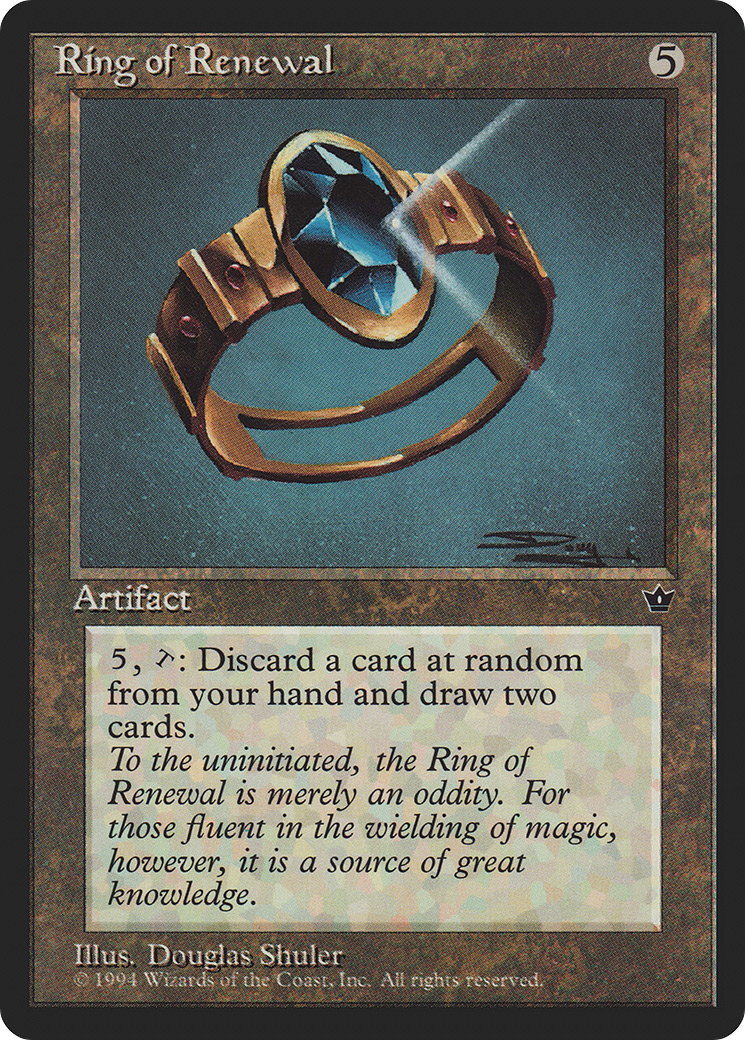 Ring of Renewal
5
Artifact
5, T: Discard a card at random
from your hand and draw two
cards.
To the uninitiated, the Ring of
Renewal is merely an oddity. For
those fluent in the wielding of magic,
however, it is a source of great
knowledge.
Illus. Douglas Shuler
© 1994 Wizards of the Coast, Inc. All rights reserved.